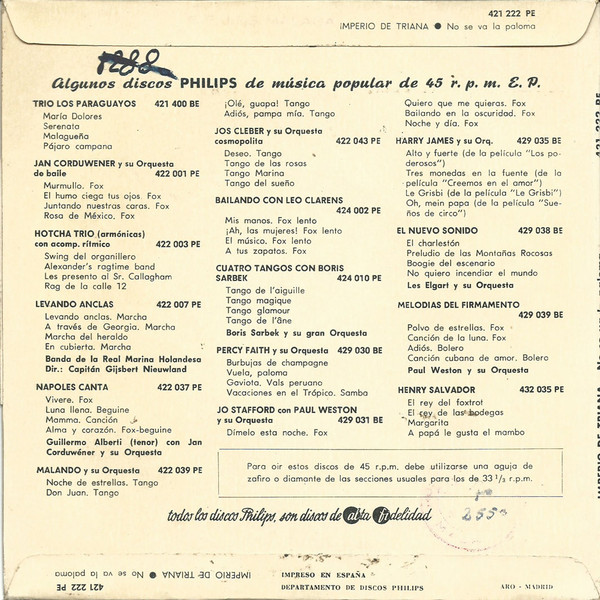 421 222 PE
IMPERIO DE TRIANA ● No se va la paloma
1288
Algunos discos PHILIPS de música popular de 45 r. p. m. E. P.
TRIO LOS PARAGUAYOS 421 400 BE
María Dolores
Serenata
Malagueña
Pájaro campana
JAN CORDUWENER y su Orquesta
de baile 422 001 PE
Murmullo. Fox
El humo ciega tus ojos Fox
Juntando nuestras caras. Fox
Rosa de México. Fox
HOTCHA TRIO (armónicas)
con acomp. rítmico 422 003 PE
Swing del organillero
Alexander's ragtime band
Les presento al Sr. Callagham
Rag de la calle 12
LEVANDO ANCLAS 422 007 PE
Levando anclas. Marcha
A través de Georgia. Marcha
Marcha del heraldo
En cubierta. Marcha
Banda de la Real Marina Holandesa
Dir.: Capitán Gijsbert Nieuwland
NAPOLES CANTA 422 037 PE
Vivere. Fox
Luna llena. Beguine
Mamma. Canción
Alma y corazón. Fox-beguine
Guillermo Alberti (tenor) con Jan
Corduwéner y su Orquesta
MALANDO y su Orquesta 422 039 PE
Noche de estrellas. Tango
Don Juan. Tango
¡Olé, guapa! Tango
Adiós, pampa mía. Tango
JOS CLEBER y su Orquesta
cosmopolita 422 043 PE
Deseo. Tango
Tango de las rosas
Tango Marina
Tango del sueño
BAILANDO CON LEO CLARENS
424 002 PE
Mis manos. Fox lento
¡Ah, las mujeres! Fox lento
El músico. Fox lento
A tus zapatos. Fox
CUATRO TANGOS CON BORIS
SARBEK 424 010 PE
Tango de l'aiguille
Tango magique
Tango glamour
Tango de l'âne
Boris Sarbek y su gran Orquesta
PERCY FAITH y su Orquesta 429 030 BE
Burbujas de champagne
Vuela, paloma
Gaviota. Vals peruano
Vacaciones en el Trópico. Samba
JO STAFFORD con PAUL WESTON
y su Orquesta 429 031 BE
Dímelo esta noche. Fox
Quiero que me quieras. Fox
Bailando en la oscuridad. Fox
Noche y día. Fox
HARRY JAMES y su Orq. 429 035 BE
Alto y fuerte (de la película "Los po-
derosos")
Tres monedas en la fuente (de la
película "Creemos en el amor")
Le Grisbi (de la película "Le Grisbi")
Oh, mein papa (de la película "Sue-
ños de circo")
EL NUEVO SONIDO 429 038 BE
El charlestón
Preludio de las Montañas Rocosas
Boogie del escenario
No quiero incendiar el mundo
Les Elgart y su Orquesta
MELODIAS DEL FIRMAMENTO
429 039 BE
Polvo de estrellas. Fox
Canción de la luna. Fox
Adiós. Bolero
Canción cubana de amor. Bolero
Paul Weston y su Orquesta
HENRY SALVADOR 432 035 PE
El rey del foxtrot
El rey de las bodegas
Margarita
A papá le gusta el mambo
Para oir estos discos de 45 r.p.m. debe utilizarse una aguja de
zafiro o diamante de las secciones usuales para los de 33 1/3 r.p.m.
todos los discos Philips, son discos de alta fidelidad
421 222 PE
IMPERIO DE TRIANA ● No se va la paloma
IMPRESO EN ESPAÑA
DEPARTAMENTO DE DISCOS PHILIPS
ARO - MADRID